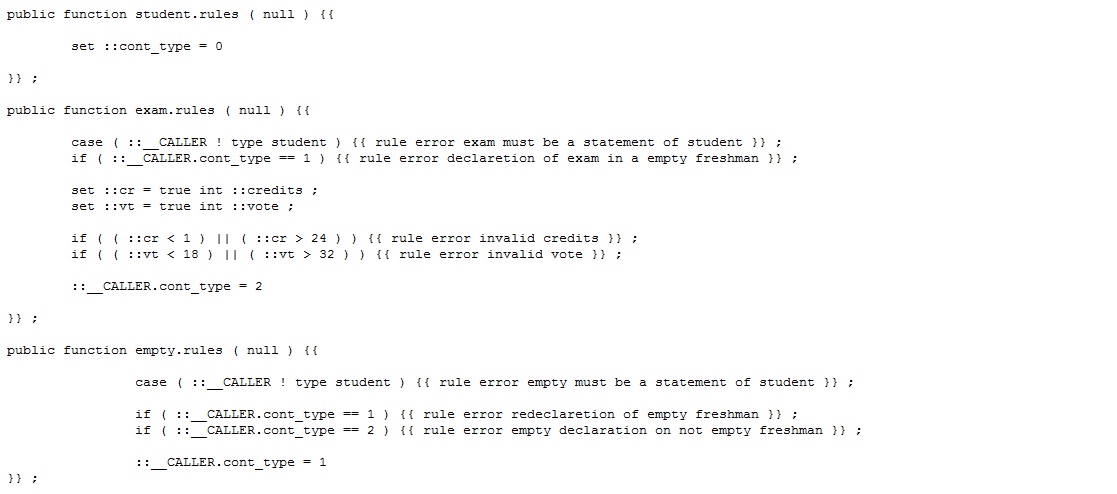 public function student.rules ( null ) {{
set ::cont_type = 0
}} ;
public function exam.rules ( null ) {{
case ( ::__CALLER ! type student ) {{ rule error exam must be a statement of student }} ;
if ( ::__CALLER.cont_type == 1 ) {{ rule error declaretion of exam in a empty freshman }} ;
set ::cr = true int ::credits ;
set ::vt = true int ::vote ;
if ( ( ::cr < 1 ) || ( ::cr > 24 ) ) {{ rule error invalid credits }} ;
if ( ( ::vt < 18 ) || ( ::vt > 32 ) ) {{ rule error invalid vote }} ;
::__CALLER.cont_type = 2
}} ;
public function empty.rules ( null ) {{
case ( ::__CALLER ! type student ) {{ rule error empty must be a statement of student }} ;
if ( ::__CALLER.cont_type == 1 ) {{ rule error redeclaretion of empty freshman }} ;
if ( ::__CALLER.cont_type == 2 ) {{ rule error empty declaration on not empty freshman }} ;
::__CALLER.cont_type = 1
}} ;